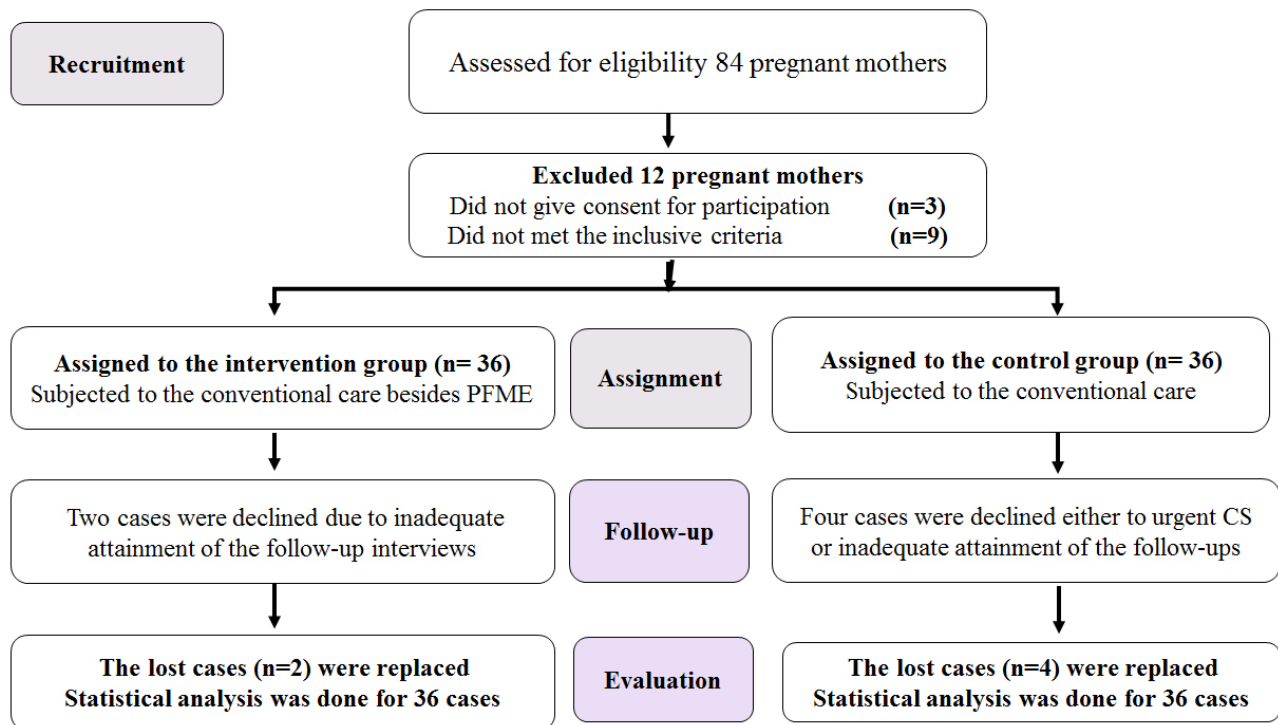 Recruitment
Assessed for eligibility 84 pregnant mothers
Excluded 12 pregnant mothers
Did not give consent for participation (n=3)
Did not met the inclusive criteria (n=9)
Assigned to the intervention group (n= 36)
Subjected to the conventional care besides PFME
Assignment
Assigned to the control group (n= 36)
Subjected to the conventional care
Two cases were declined due to inadequate
attainment of the follow-up interviews
Follow-up
Four cases were declined either to urgent CS
or inadequate attainment of the follow-ups
The lost cases (n=2) were replaced
Statistical analysis was done for 36 cases
Evaluation
The lost cases (n=4) were replaced
Statistical analysis was done for 36 cases